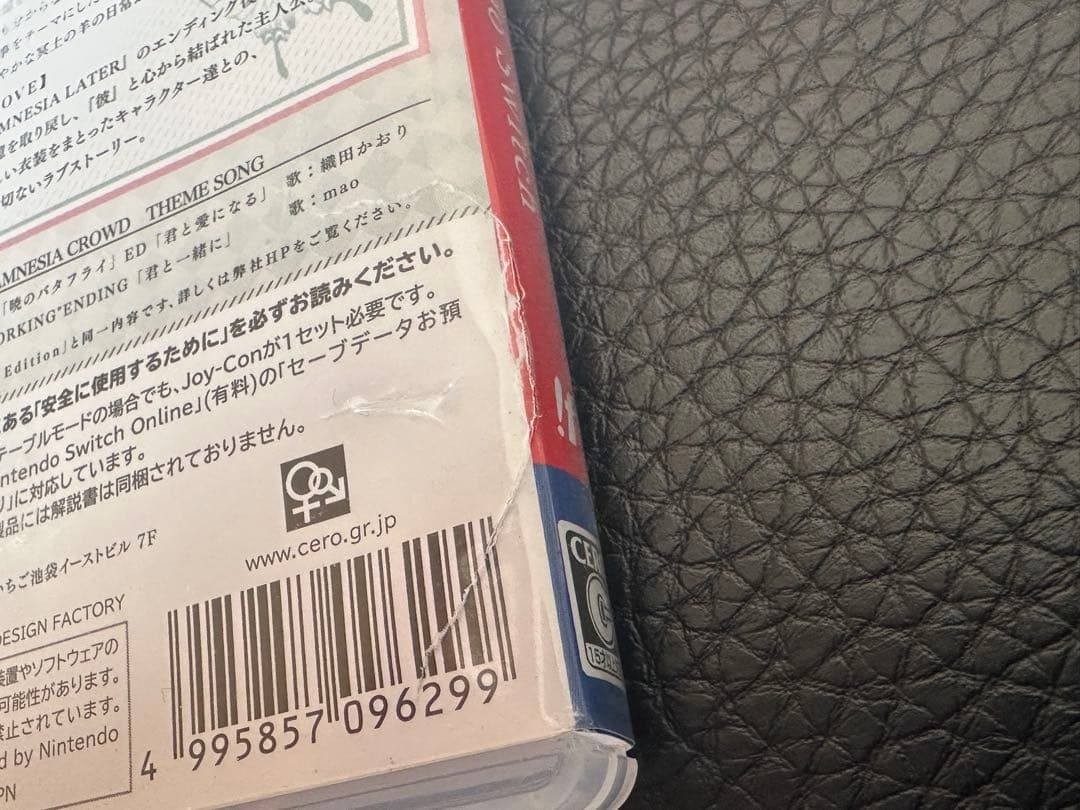 やかな冥土の羊の日常
AMNESIA LATER』のエンディング後
を取り戻し、「彼」と心から結ばれた主人公
い衣装をまとったキャラクター達との、
切ないラブストーリー。
AMNESIA CROWD THEME SONG
「暁のバタフライ」 ED「君と愛になる」 歌：織田かおり
ORKING"ENDING「君と一緒に」 歌：mao
Edition」と同一内容です。詳しくは弊社HPをご覧ください。
ある「安全に使用するために」を必ずお読みください。
テーブルモードの場合でも、Joy-Conが1セット必要です。
intendo Switch Online」(有料)の「セーブデータお預
り」に対応しています。
製品には解説書は同梱されておりません。
www.cero.gr.jp
いちご池袋イーストビル 7F
DESIGN FACTORY
装置やソフトウェアの
可能性があります。
禁止されています。
d by Nintendo
PN
4 995857 096299
CE